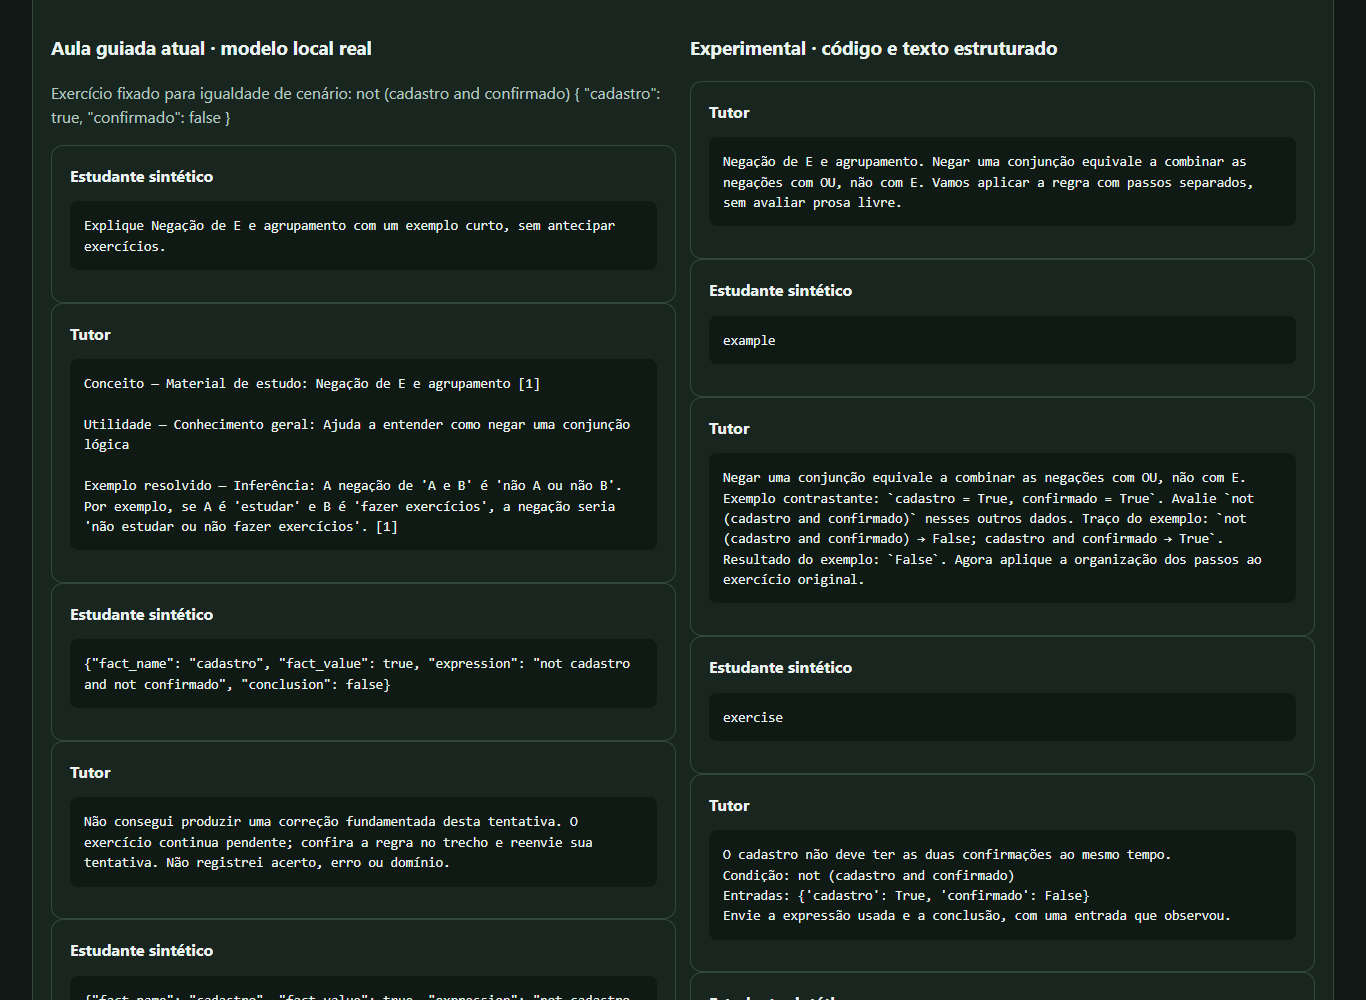 Aula guiada atual · modelo local real
Exercício fixado para igualdade de cenário: not (cadastro and confirmado) { "cadastro":
true, "confirmado": false }
Estudante sintético
Explique Negação de E e agrupamento com um exemplo curto, sem antecipar
exercícios.
Tutor
Conceito — Material de estudo: Negação de E e agrupamento [1]
Utilidade — Conhecimento geral: Ajuda a entender como negar uma conjunção
lógica
Exemplo resolvido — Inferência: A negação de 'A e B' é 'não A ou não B'.
Por exemplo, se A é 'estudar' e B é 'fazer exercícios', a negação seria
'não estudar ou não fazer exercícios'. [1]
Estudante sintético
{"fact_name": "cadastro", "fact_value": true, "expression": "not cadastro
and not confirmado", "conclusion": false}
Tutor
Não consegui produzir uma correção fundamentada desta tentativa. O
exercício continua pendente; confira a regra no trecho e reenvie sua
tentativa. Não registrei acerto, erro ou domínio.
Estudante sintético
{"fact_name": "cadastro", "fact_value": true, "expression": "not cadastro
Experimental · código e texto estruturado
Tutor
Negação de E e agrupamento. Negar uma conjunção equivale a combinar as
negações com OU, não com E. Vamos aplicar a regra com passos separados,
sem avaliar prosa livre.
Estudante sintético
example
Tutor
Negar uma conjunção equivale a combinar as negações com OU, não com E.
Exemplo contrastante: `cadastro = True, confirmado = True`. Avalie `not
(cadastro and confirmado)` nesses outros dados. Traço do exemplo: `not
(cadastro and confirmado) → False; cadastro and confirmado → True`.
Resultado do exemplo: `False`. Agora aplique a organização dos passos ao
exercício original.
Estudante sintético
exercise
Tutor
O cadastro não deve ter as duas confirmações ao mesmo tempo.
Condição: not (cadastro and confirmado)
Entradas: {'cadastro': True, 'confirmado': False}
Envie a expressão usada e a conclusão, com uma entrada que observou.
Estudante sintético